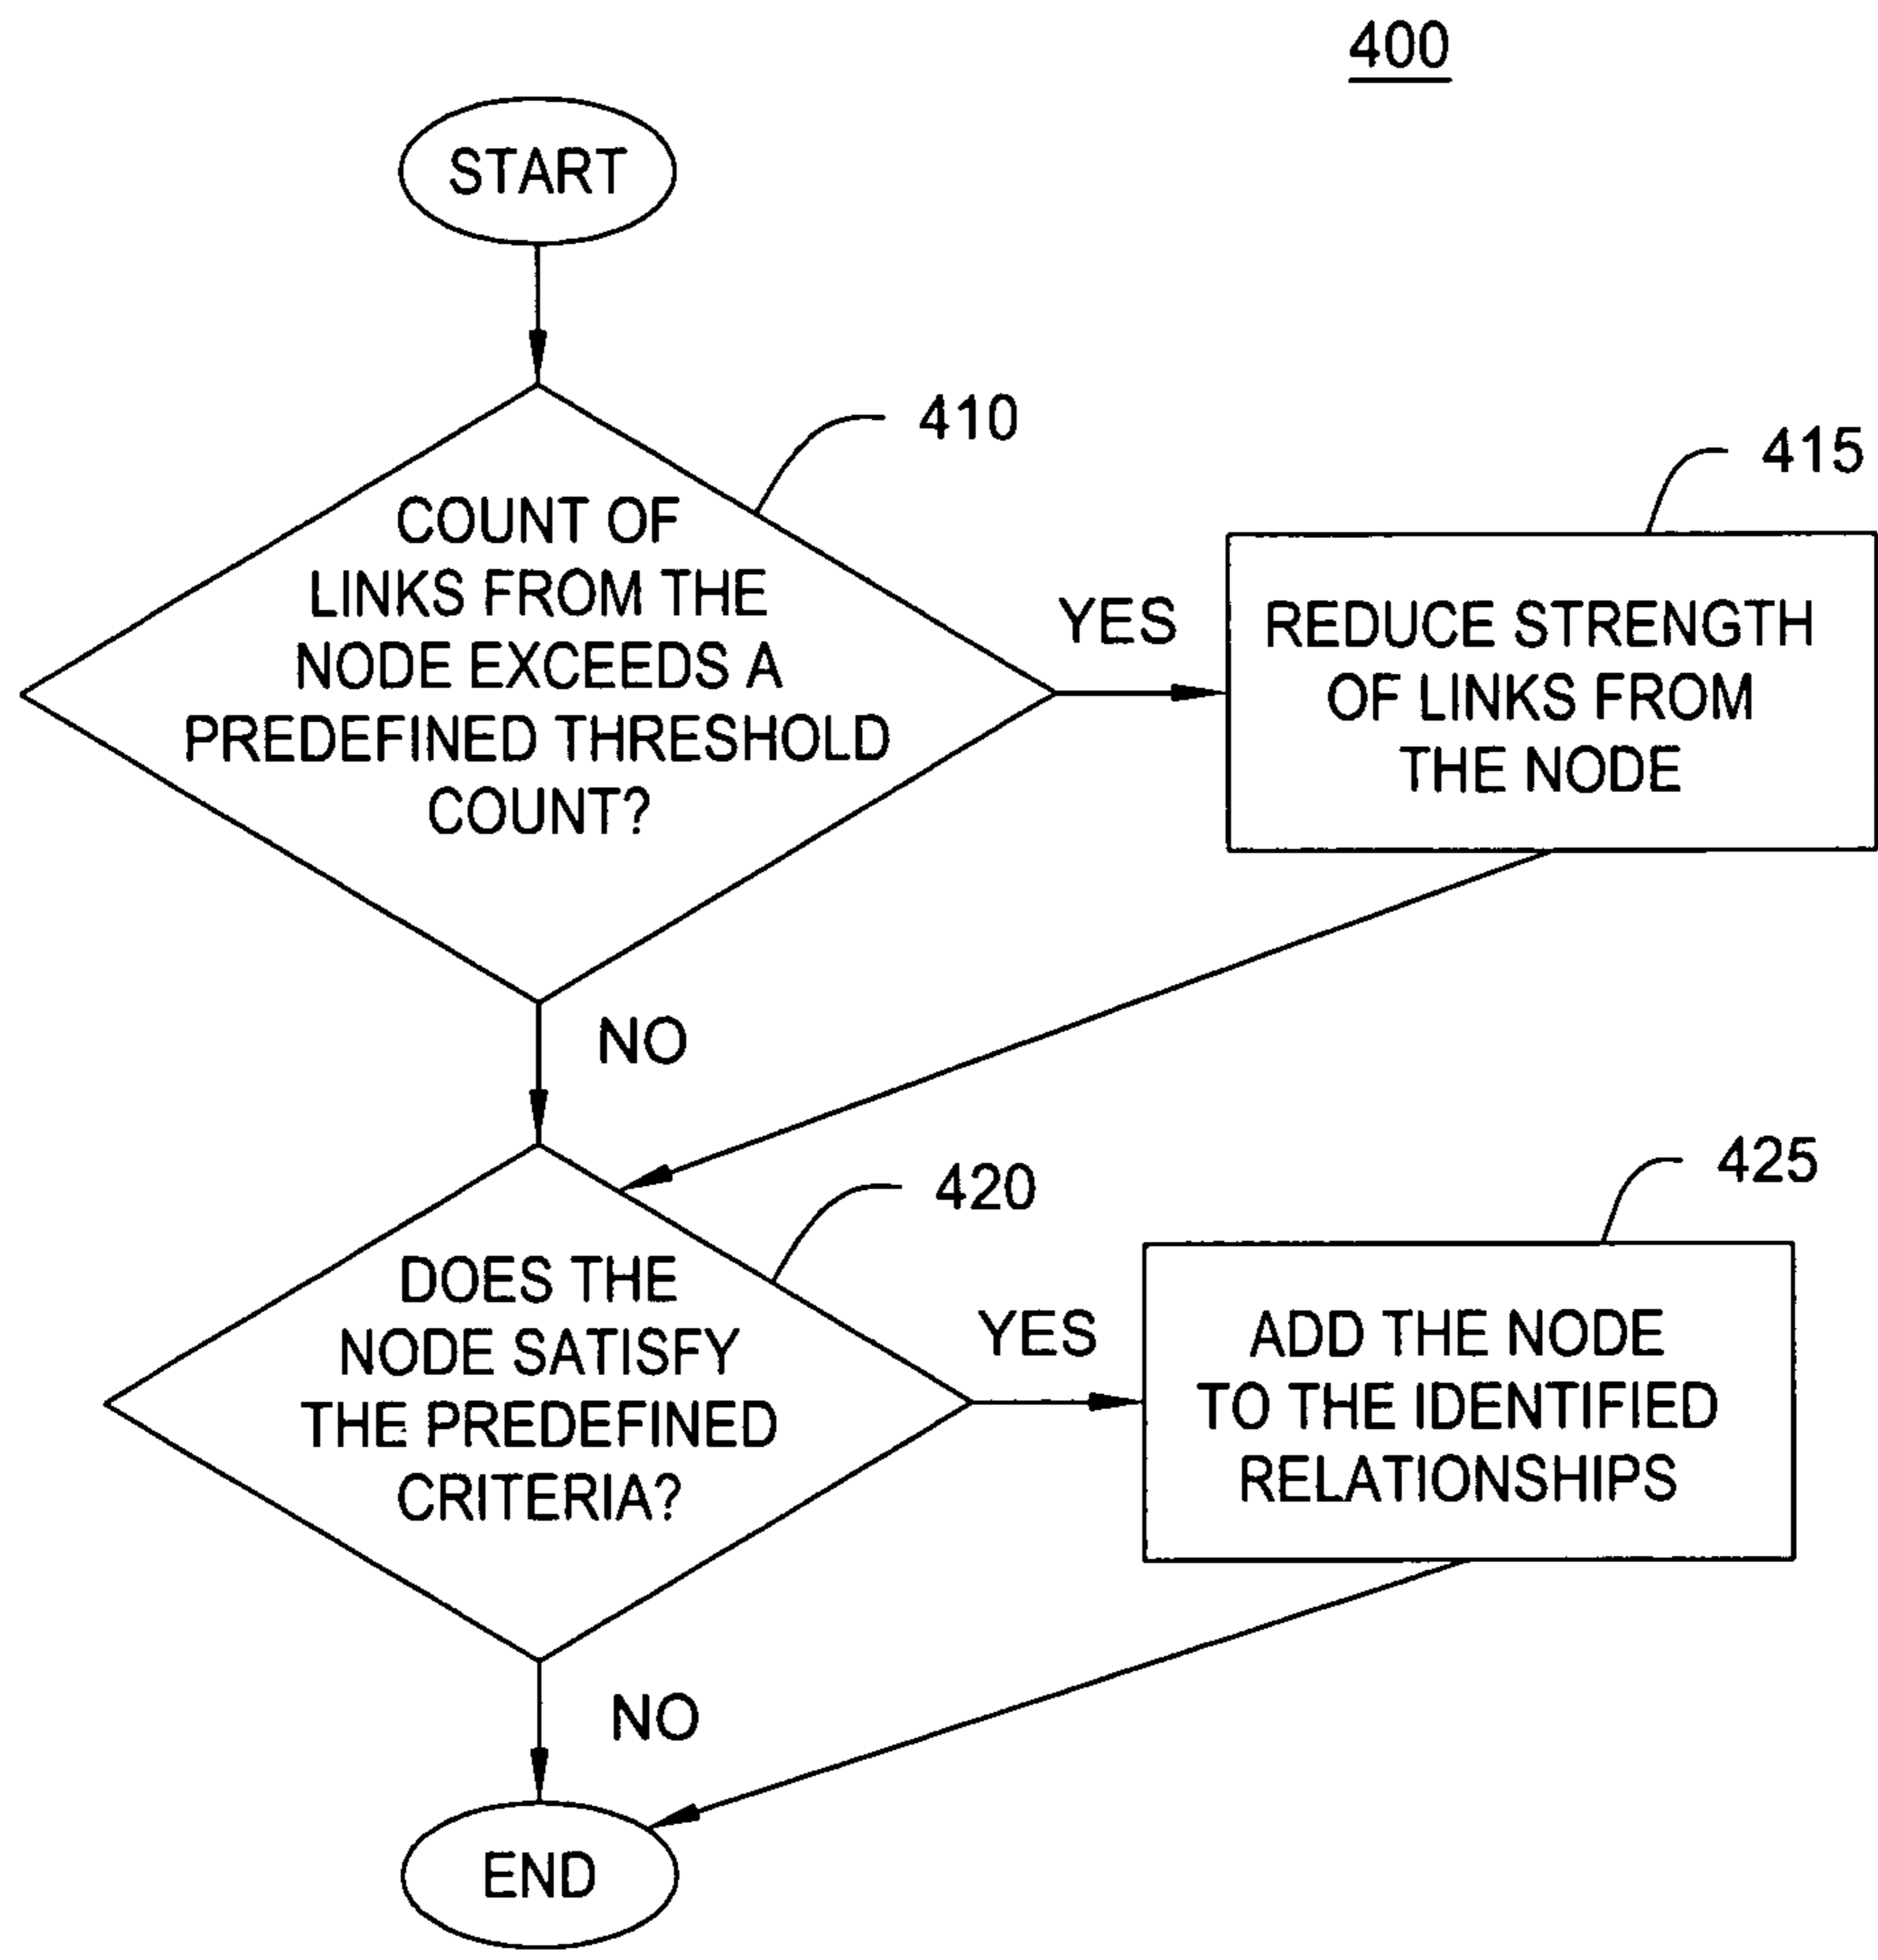 400
START
410
COUNT OF
LINKS FROM THE
NODE EXCEEDS A
PREDEFINED THRESHOLD
COUNT?
YES
415
REDUCE STRENGTH
OF LINKS FROM
THE NODE
NO
420
DOES THE
NODE SATISFY
THE PREDEFINED
CRITERIA?
YES
425
ADD THE NODE
TO THE IDENTIFIED
RELATIONSHIPS
NO
END